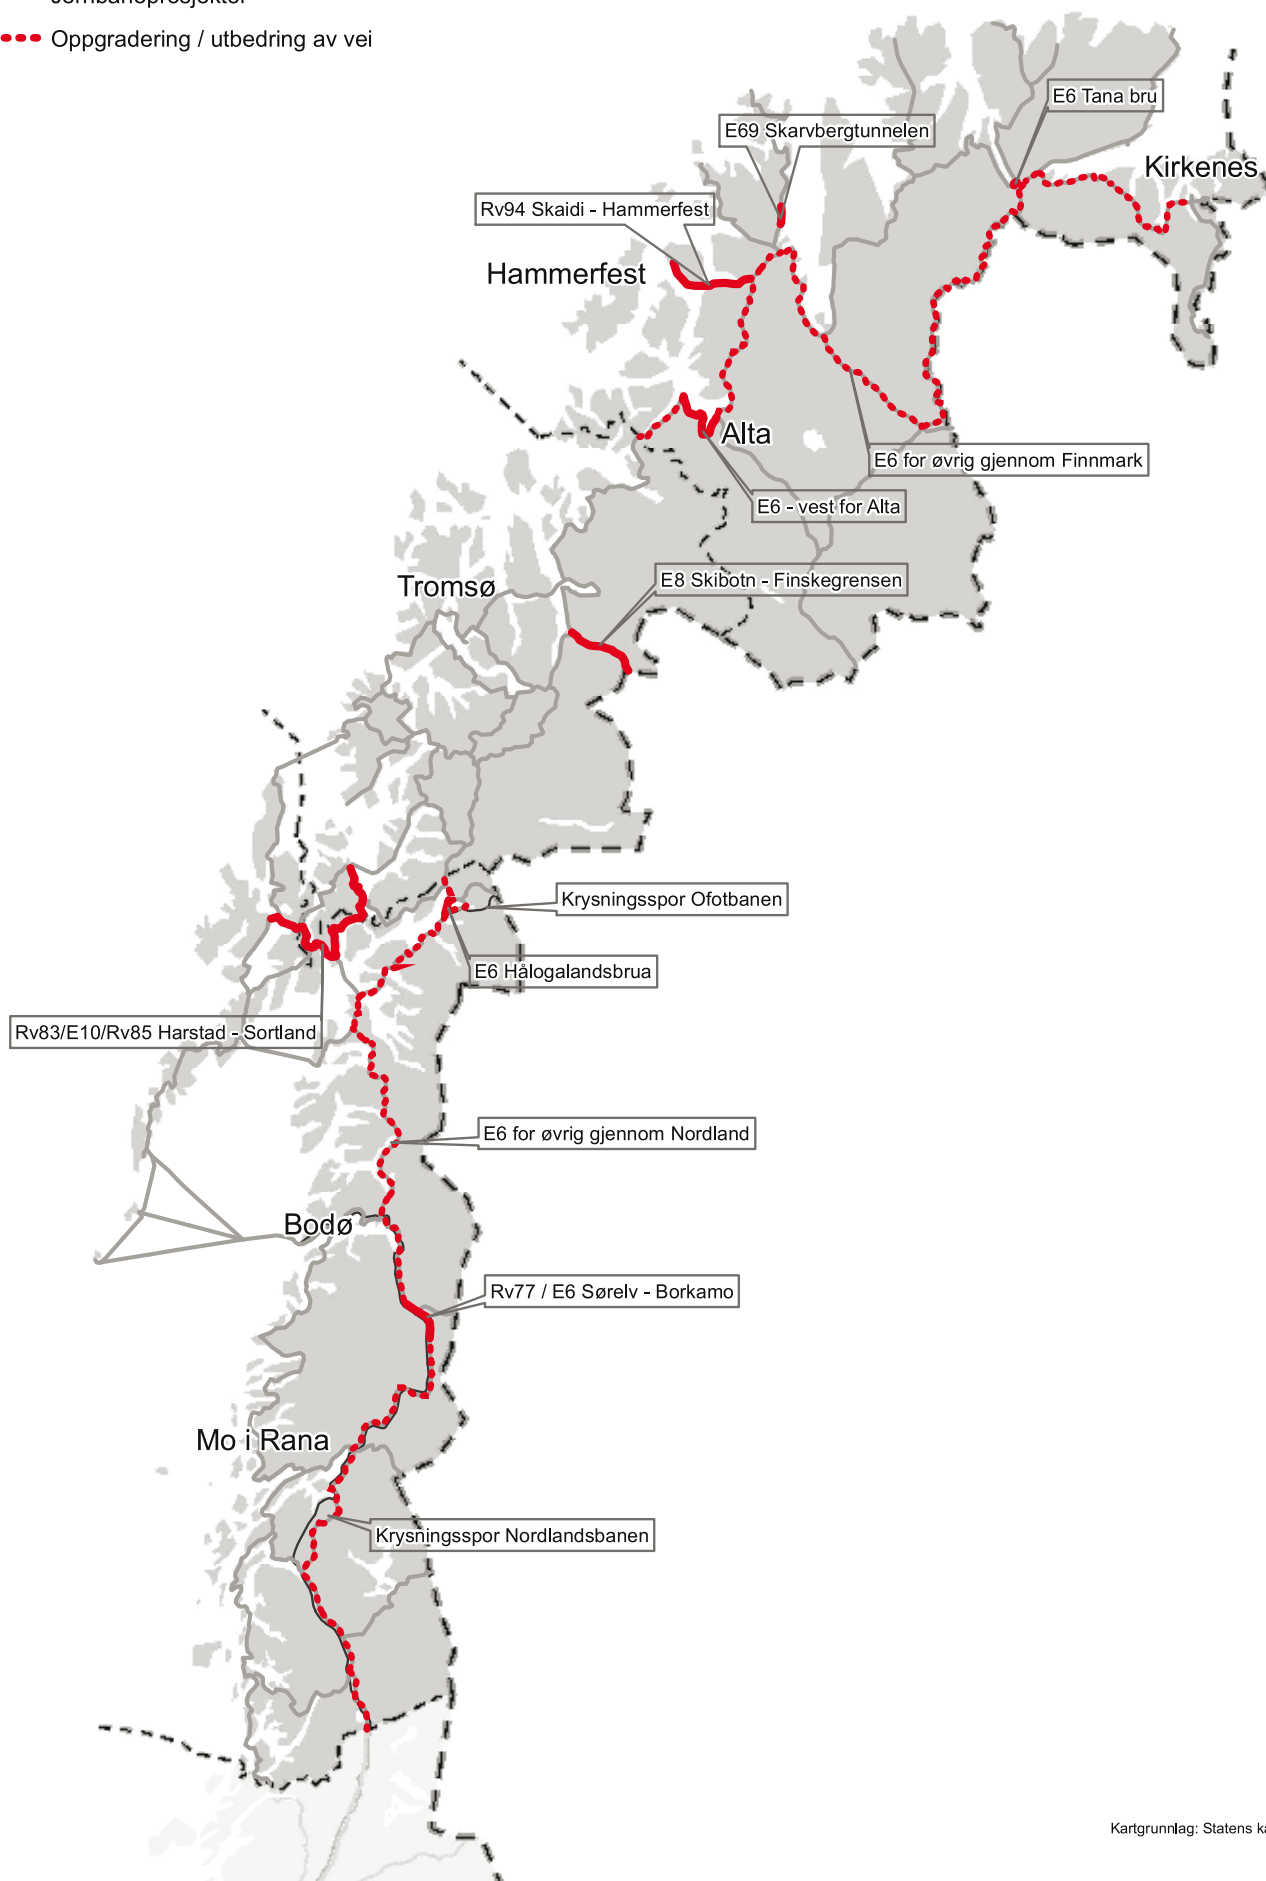 Jernbaneprosjekter
Oppgradering / utbedring av vei
E6 Tana bru
E69 Skarvbergtunnelen
Kirkenes
Rv94 Skaidi - Hammerfest
Hammerfest
Alta
E6 for øvrig gjennom Finnmark
E6 - vest for Alta
E8 Skibotn - Finskegrensen
Tromsø
Krysningsspor Ofotbanen
E6 Hålogalandsbrua
Rv83/E10/Rv85 Harstad - Sortland
E6 for øvrig gjennom Nordland
Bodø
Rv77 / E6 Sørelv - Borkamo
Mo i Rana
Krysningsspor Nordlandsbanen
Kartgrunnlag: Statens